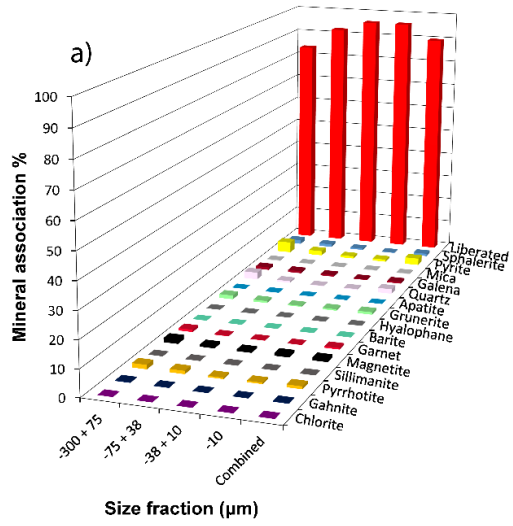 a)
Mineral association %
100
90
80
70
60
50
40
30
20
10
0
Liberated
Sphalerite
Pyrite
Mica
Galena
Quartz
Apatite
Grunerite
Hyalophane
Barite
Garnet
Magnetite
Sillimanite
Pyrrhotite
Gahnite
Chlorite
-300 + 75
-75 + 38
-38 + 10
-10
Combined
Size fraction (µm)